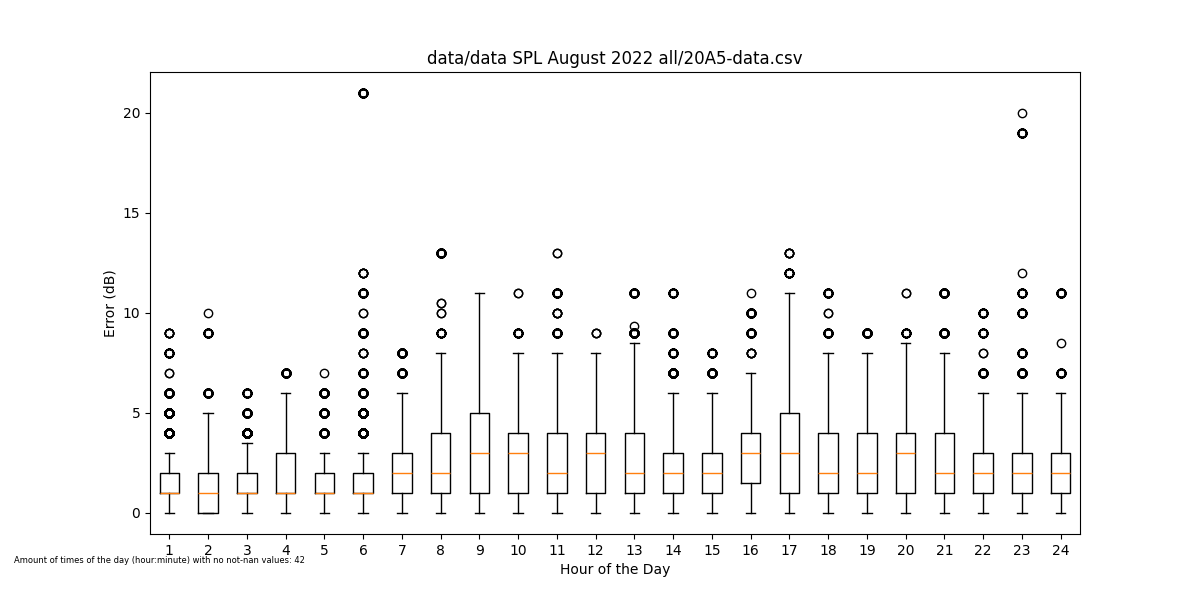 data/data SPL August 2022 all/20A5-data.csv
Error (dB)
20
15
10
5
0
1 2 3 4 5 6 7 8 9 10 11 12 13 14 15 16 17 18 19 20 21 22 23 24
Amount of times of the day (hour:minute) with no not-nan values: 42
Hour of the Day